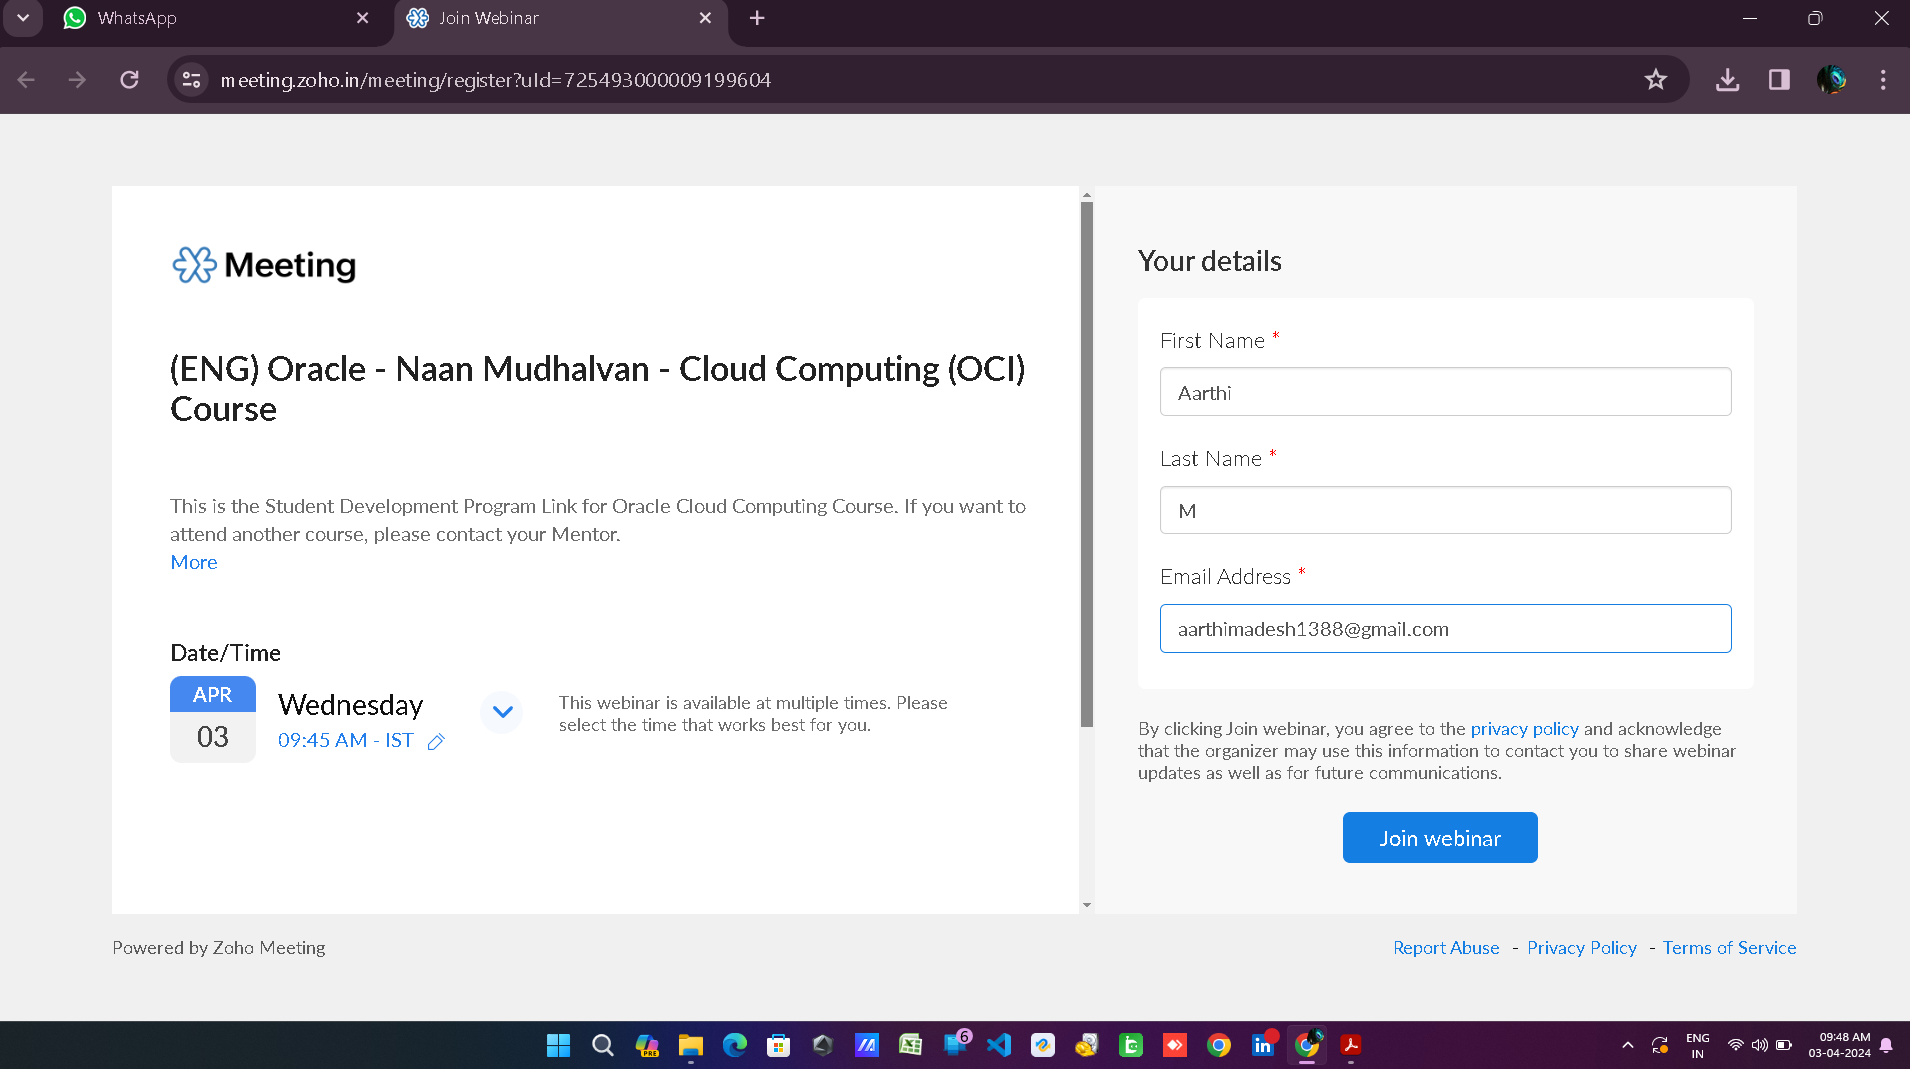 WhatsApp
Join Webinar
meeting.zoho.in/meeting/register?uId=725493000009199604
Meeting
(ENG) Oracle - Naan Mudhalvan - Cloud Computing (OCI)
Course
This is the Student Development Program Link for Oracle Cloud Computing Course. If you want to
attend another course, please contact your Mentor.
More
Date/Time
APR
03
Wednesday
09:45 AM - IST
This webinar is available at multiple times. Please
select the time that works best for you.
Your details
First Name *
Aarthi
Last Name *
M
Email Address *
aarthimadesh1388@gmail.com
By clicking Join webinar, you agree to the privacy policy and acknowledge
that the organizer may use this information to contact you to share webinar
updates as well as for future communications.
Join webinar
Powered by Zoho Meeting
Report Abuse - Privacy Policy - Terms of Service
PRE
6
in
ENG
IN
09:48 AM
03-04-2024